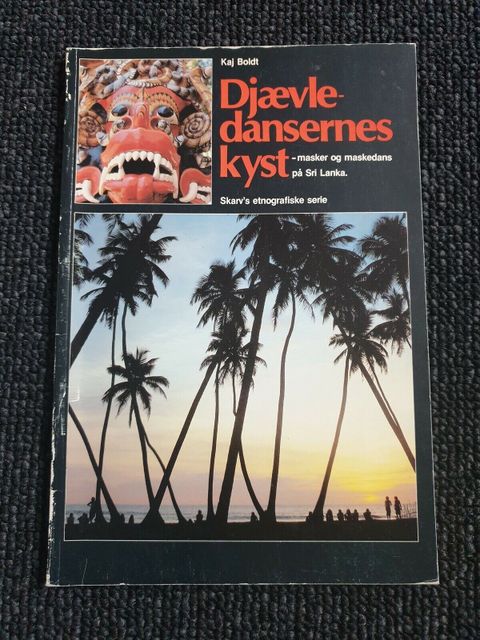 Kaj Boldt
Djævle-
dansernes
kyst - masker og maskedans
på Sri Lanka.
Skarv's etnografiske serie